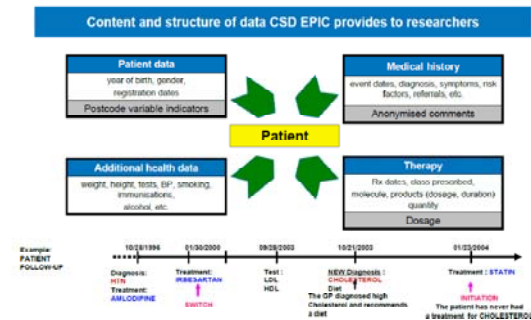 Content and structure of data CSD EPIC provides to researchers
Patient data
year of birth, gender,
registration dates
Postcode variable indicators
Medical history
event dates, diagnosis, symptoms, risk
factors, referrals, etc.
Anonymised comments
Patient
Additional health data
weight, height, tests, BP, smoking,
immunisations,
alcohol, etc.
Therapy
Rx dates, class prescribed,
molecule, products (dosage, duration)
quantity
Dosage
Example:
PATIENT
FOLLOW-UP
10/28/1996
01/30/2000
09/28/2003
10/21/2003
01/23/2004
Diagnosis:
HTN
Treatment:
AMLODIPINE
Treatment:
IRBESARTAN
SWITCH
Test :
LDL
HDL
NEW Diagnosis :
CHOLESTEROL
Diet
The GP diagnosed high
Cholesterol and recommends
a diet
Treatment : STATIN
INITIATION
The patient has never had
a treatment for CHOLESTEROL